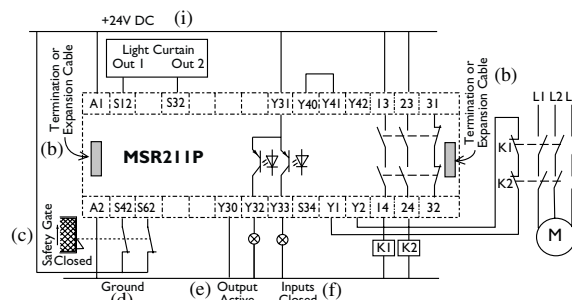 +24V DC
(i)
Light Curtain
Out 1 Out 2
Termination or
Expansion Cable
(b)
A1 S12 S32 Y31 Y40 Y41 Y42 13 23 31
Termination or
Expansion Cable
(b)
L1 L2 L
MSR211P
K1
K2
A2 S42 S62 Y30 Y32 Y33 S34 Y1 Y2 14 24 32
(c)
Safety Gate
Closed
K1 K2
M
Ground
(d)
(e)
Output
Active
Inputs
Closed
(f)